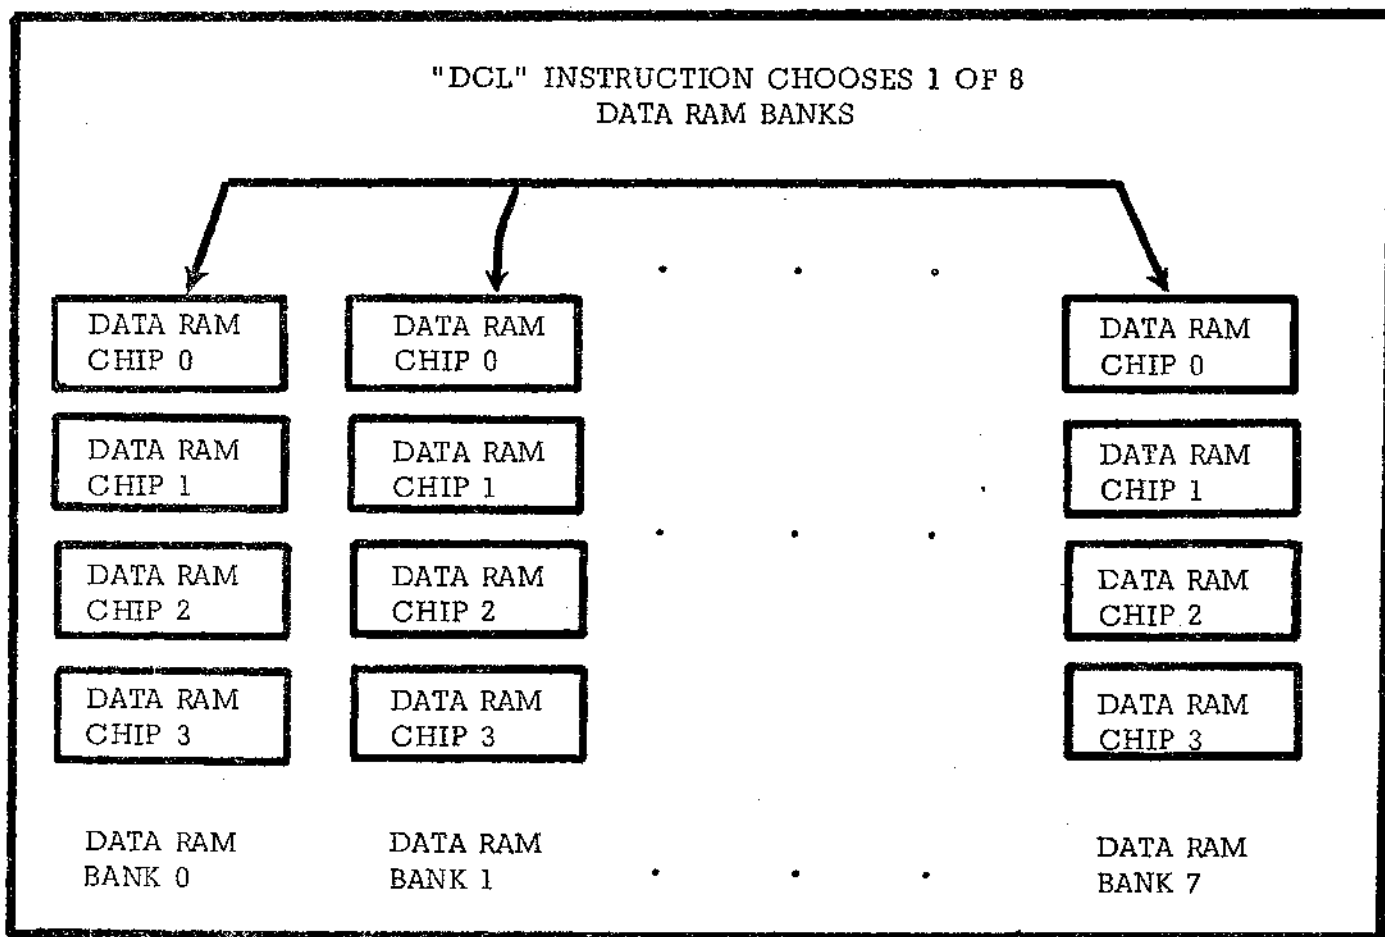 "DCL" INSTRUCTION CHOOSES 1 OF 8
DATA RAM BANKS
DATA RAM
CHIP 0
DATA RAM
CHIP 0
DATA RAM
CHIP 0
DATA RAM
CHIP 1
DATA RAM
CHIP 1
DATA RAM
CHIP 1
DATA RAM
CHIP 2
DATA RAM
CHIP 2
DATA RAM
CHIP 2
DATA RAM
CHIP 3
DATA RAM
CHIP 3
DATA RAM
CHIP 3
DATA RAM
BANK 0
DATA RAM
BANK 1
DATA RAM
BANK 7